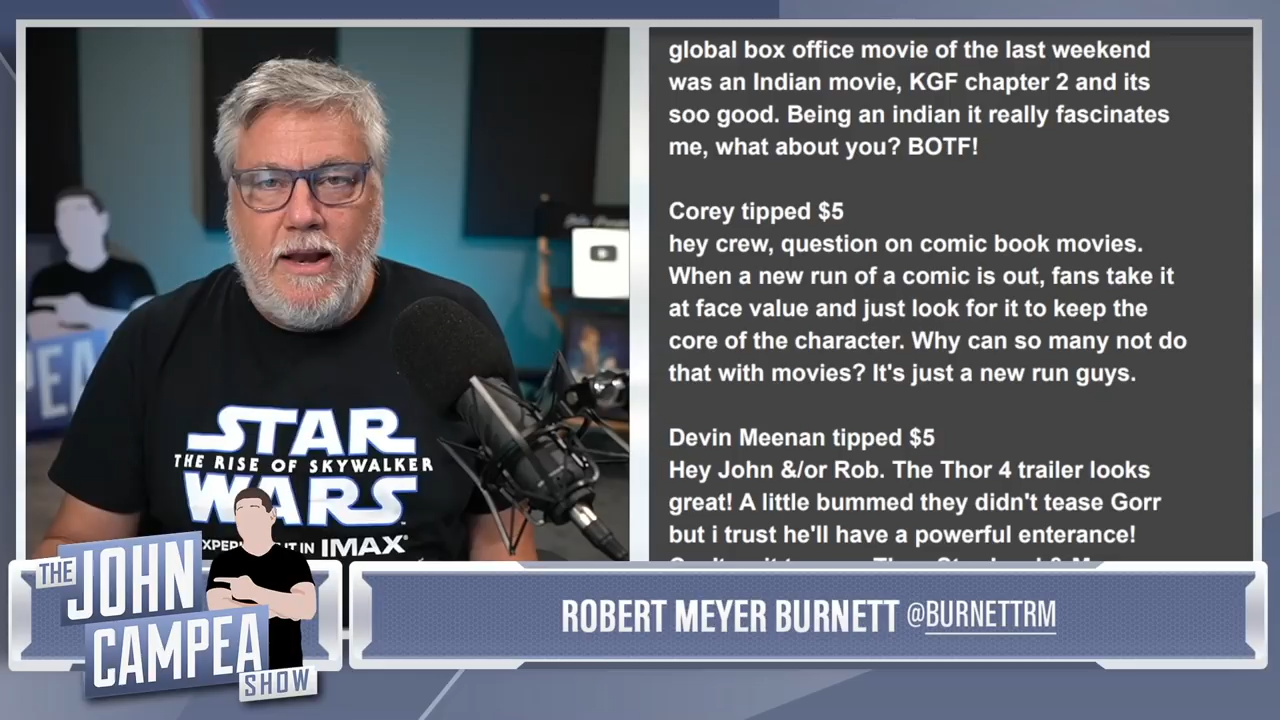 global box office movie of the last weekend
was an Indian movie, KGF chapter 2 and its
soo good. Being an indian it really fascinates
me, what about you? BOTF!
Corey tipped $5
hey crew, question on comic book movies.
When a new run of a comic is out, fans take it
at face value and just look for it to keep the
core of the character. Why can so many not do
that with movies? It's just a new run guys.
Devin Meenan tipped $5
Hey John &/or Rob. The Thor 4 trailer looks
great! A little bummed they didn't tease Gorr
but i trust he'll have a powerful enterance!
STAR
THE RISE OF SKYWALKER
WARS
IT IN IMAX
THE
JOHN
CAMPEA
SHOW
ROBERT MEYER BURNETT @BURNETTRM